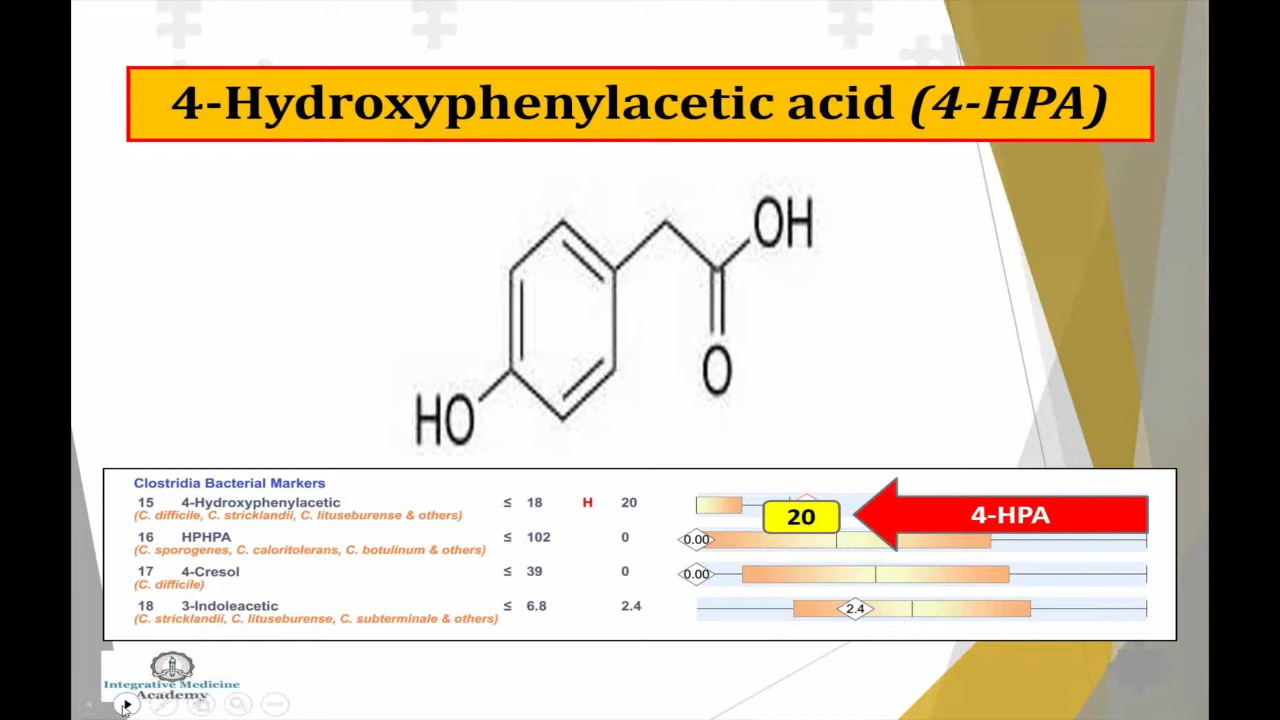 4-Hydroxyphenylacetic acid (4-HPA)
OH
O
HO
Clostridia Bacterial Markers
15 4-Hydroxyphenylacetic ≤ 18 H 20
(C. difficile, C. stricklandii, C. lituseburense & others)
20
4-HPA
16 HPHPA ≤ 102 0 0.00
(C. sporogenes, C. caloritolerans, C. botulinum & others)
17 4-Cresol ≤ 39 0 0.00
(C. difficile)
18 3-Indoleacetic ≤ 6.8 2.4 2.4
(C. stricklandii, C. lituseburense, C. subterminale & others)
Integrative Medicine
Academy